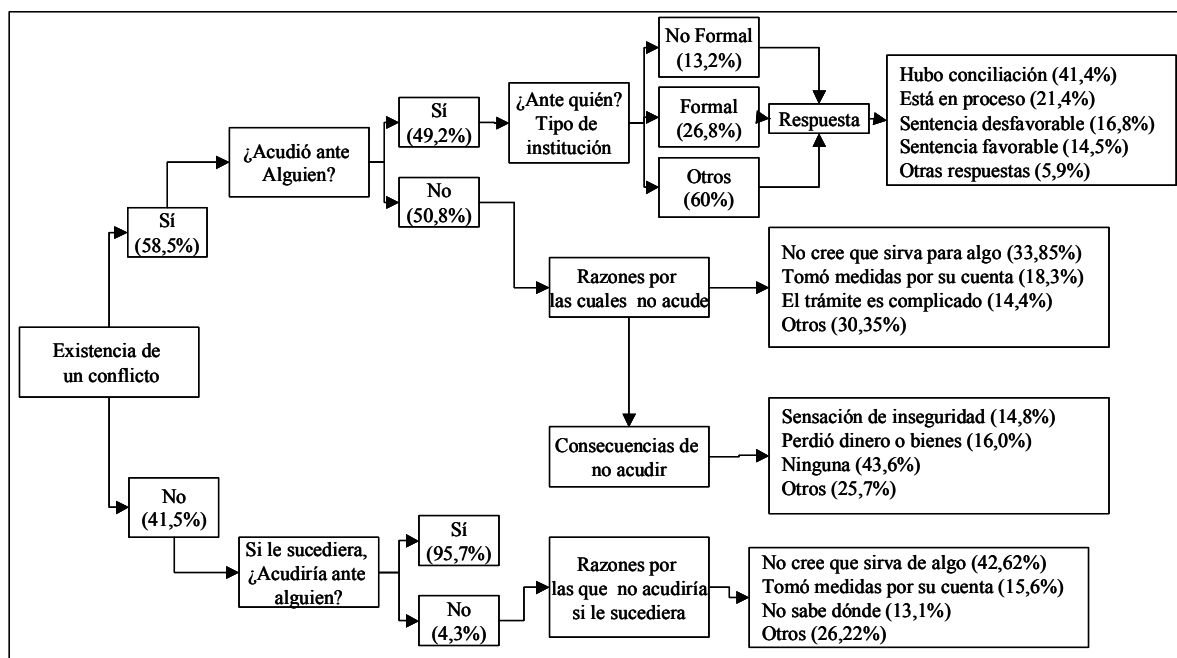 Existencia de
un conflicto
Sí
(58,5%)
¿Acudió ante
Alguien?
Sí
(49,2%)
¿Ante quién?
Tipo de
institución
No Formal
(13,2%)
Formal
(26,8%)
Otros
(60%)
Respuesta
Hubo conciliación (41,4%)
Está en proceso (21,4%)
Sentencia desfavorable (16,8%)
Sentencia favorable (14,5%)
Otras respuestas (5,9%)
No
(50,8%)
Razones por
las cuales no acude
No cree que sirva para algo (33,85%)
Tomó medidas por su cuenta (18,3%)
El trámite es complicado (14,4%)
Otros (30,35%)
Consecuencias de
no acudir
Sensación de inseguridad (14,8%)
Perdió dinero o bienes (16,0%)
Ninguna (43,6%)
Otros (25,7%)
No
(41,5%)
Si le sucediera,
¿Acudiría ante
alguien?
Sí
(95,7%)
No
(4,3%)
Razones por
las que no acudiría
si le sucediera
No cree que sirva de algo (42,62%)
Tomó medidas por su cuenta (15,6%)
No sabe dónde (13,1%)
Otros (26,22%)